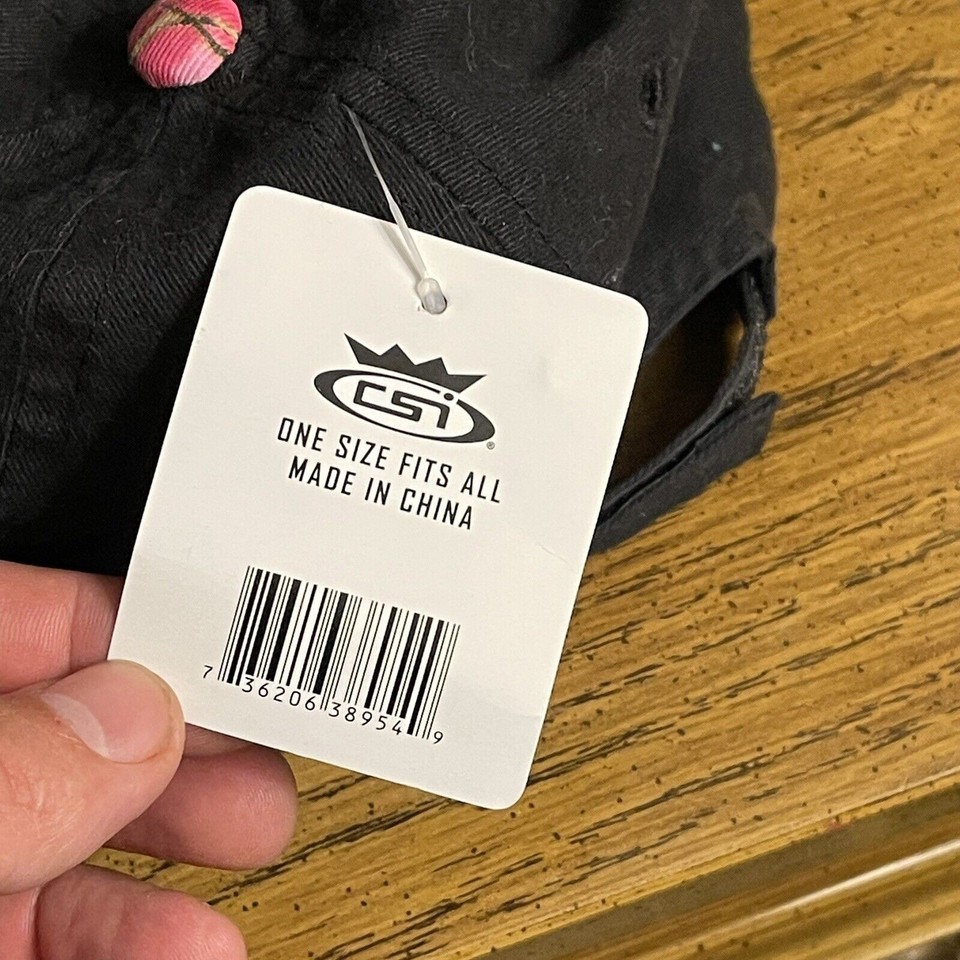 CSi
®
ONE SIZE FITS ALL
MADE IN CHINA
7 36206 38954 9